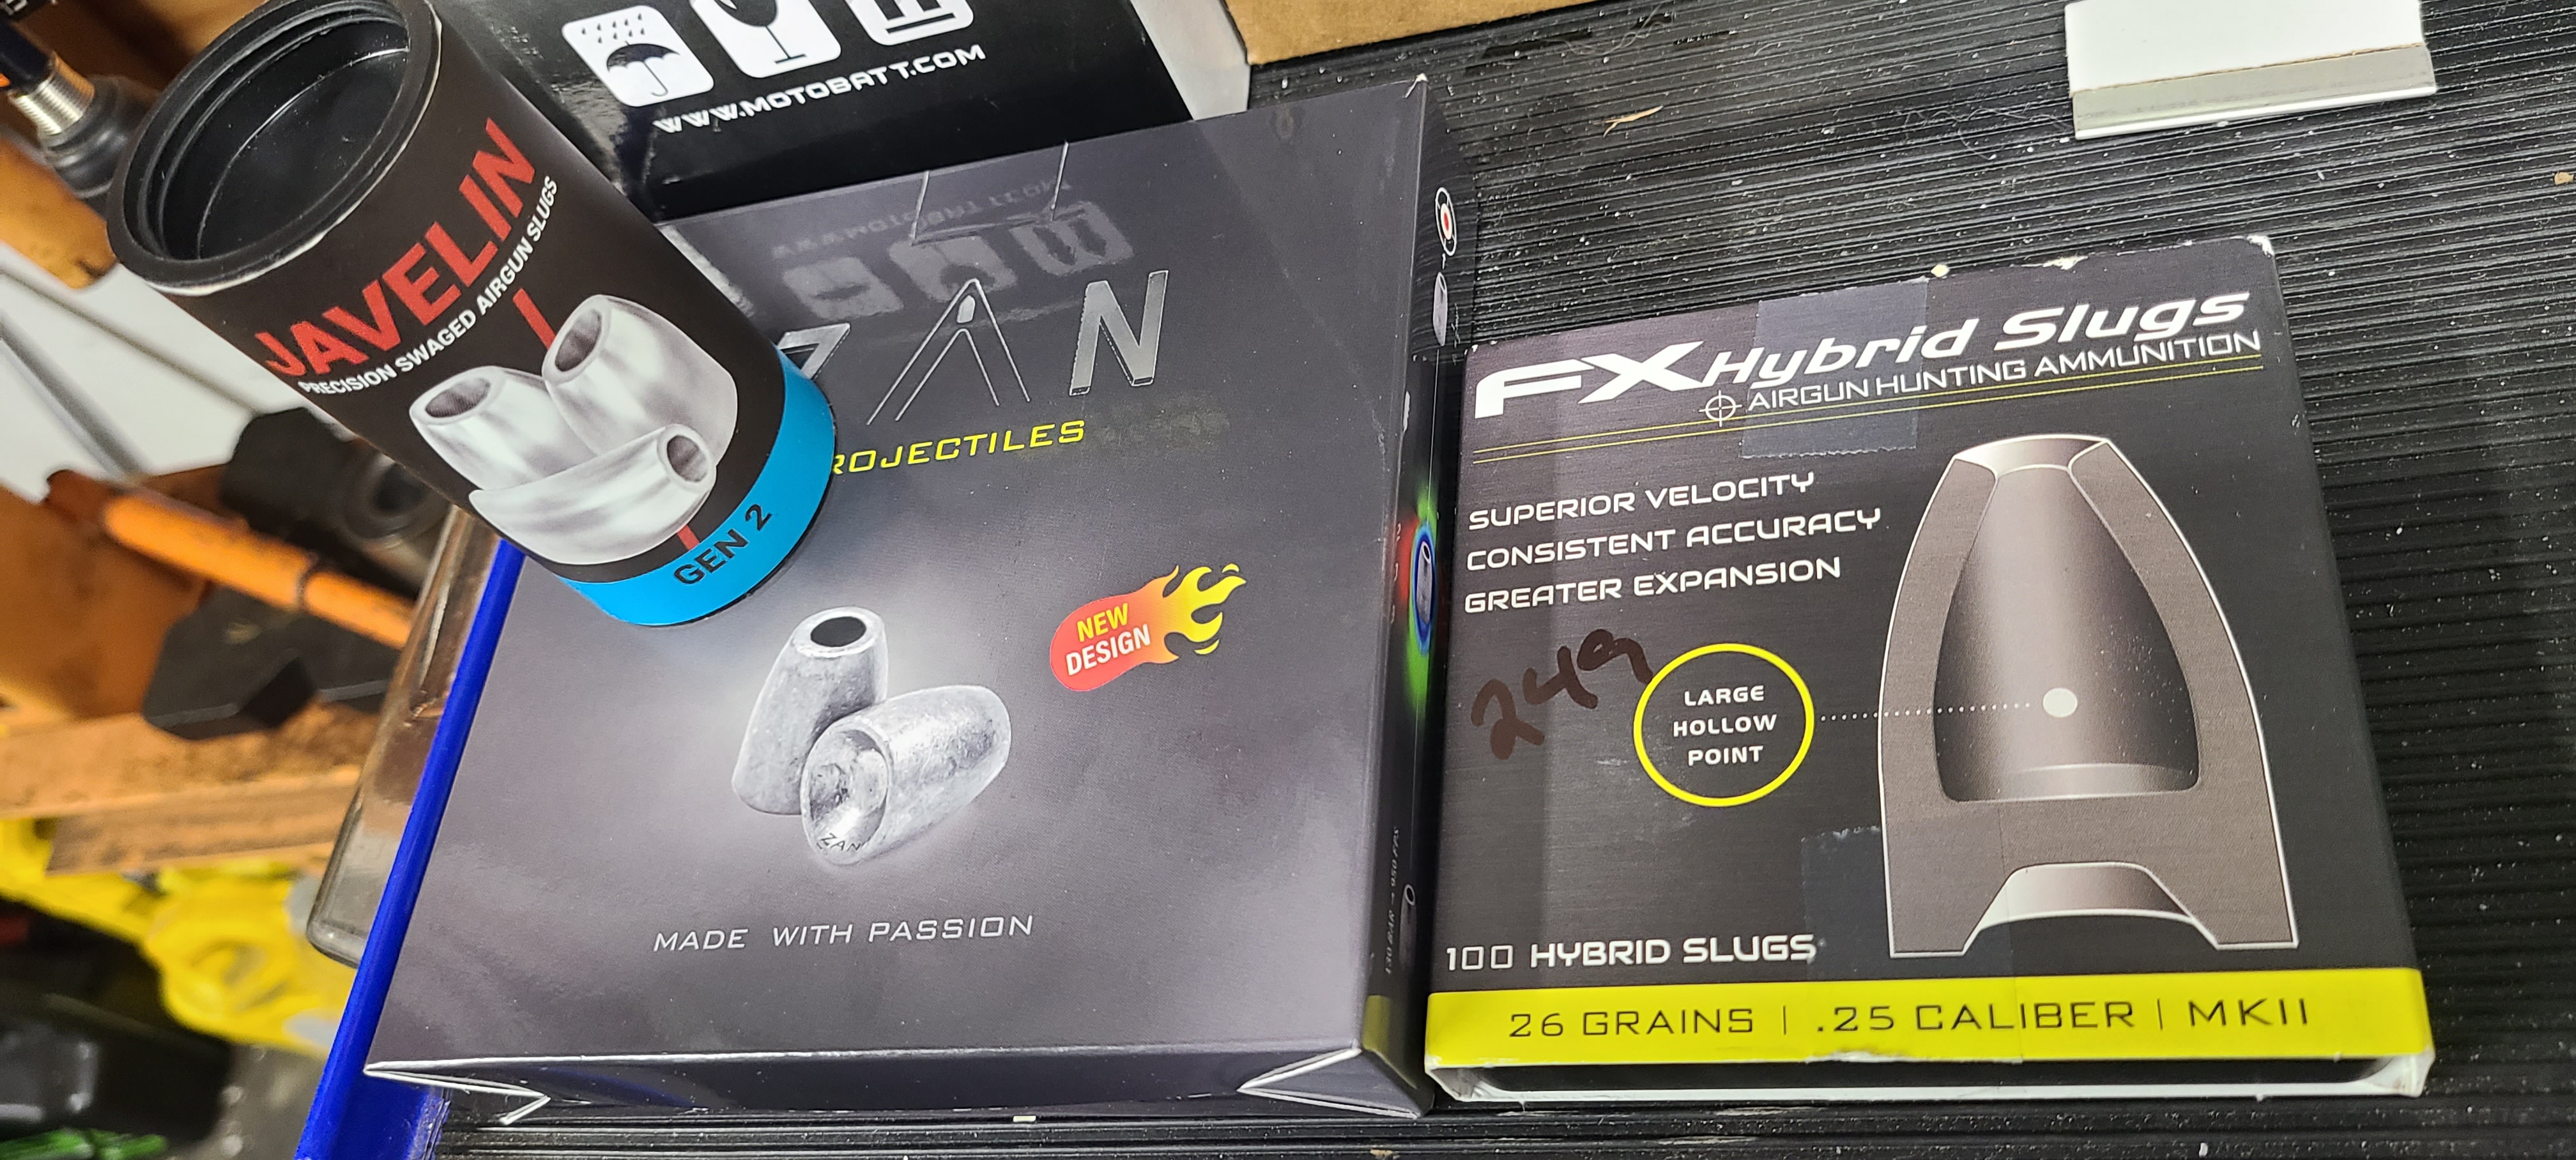 WWW.MOTOBATT.COM
JAVELIN
PRECISION SWAGED AIRGUN SLUGS
GEN 2
ZAN
ROJECTILES
NEW
DESIGN
ZAN
MADE WITH PASSION
FX Hybrid Slugs
AIRGUN HUNTING AMMUNITION
SUPERIOR VELOCITY
CONSISTENT ACCURACY
GREATER EXPANSION
249
LARGE
HOLLOW
POINT
100 HYBRID SLUGS
26 GRAINS | .25 CALIBER | MKII